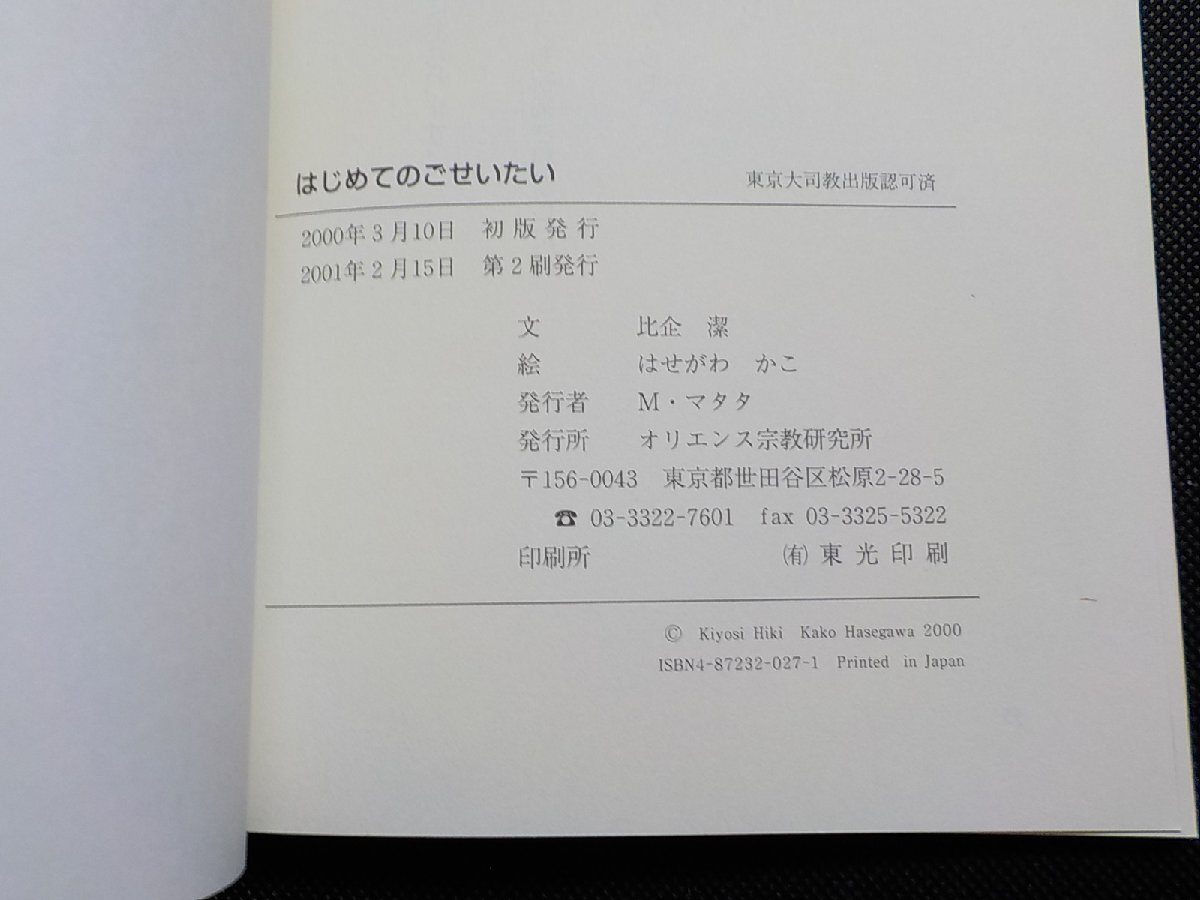 はじめてのごせいたい 東京大司教出版認可済
2000年3月10日 初版発行
2001年2月15日 第2刷発行
文 比企 潔
絵 はせがわ かこ
発行者 M・マタタ
発行所 オリエンス宗教研究所
〒156-0043 東京都世田谷区松原2-28-5
☎ 03-3322-7601 fax 03-3325-5322
印刷所 ㈲東光印刷
© Kiyosi Hiki Kako Hasegawa 2000
ISBN4-87232-027-1 Printed in Japan